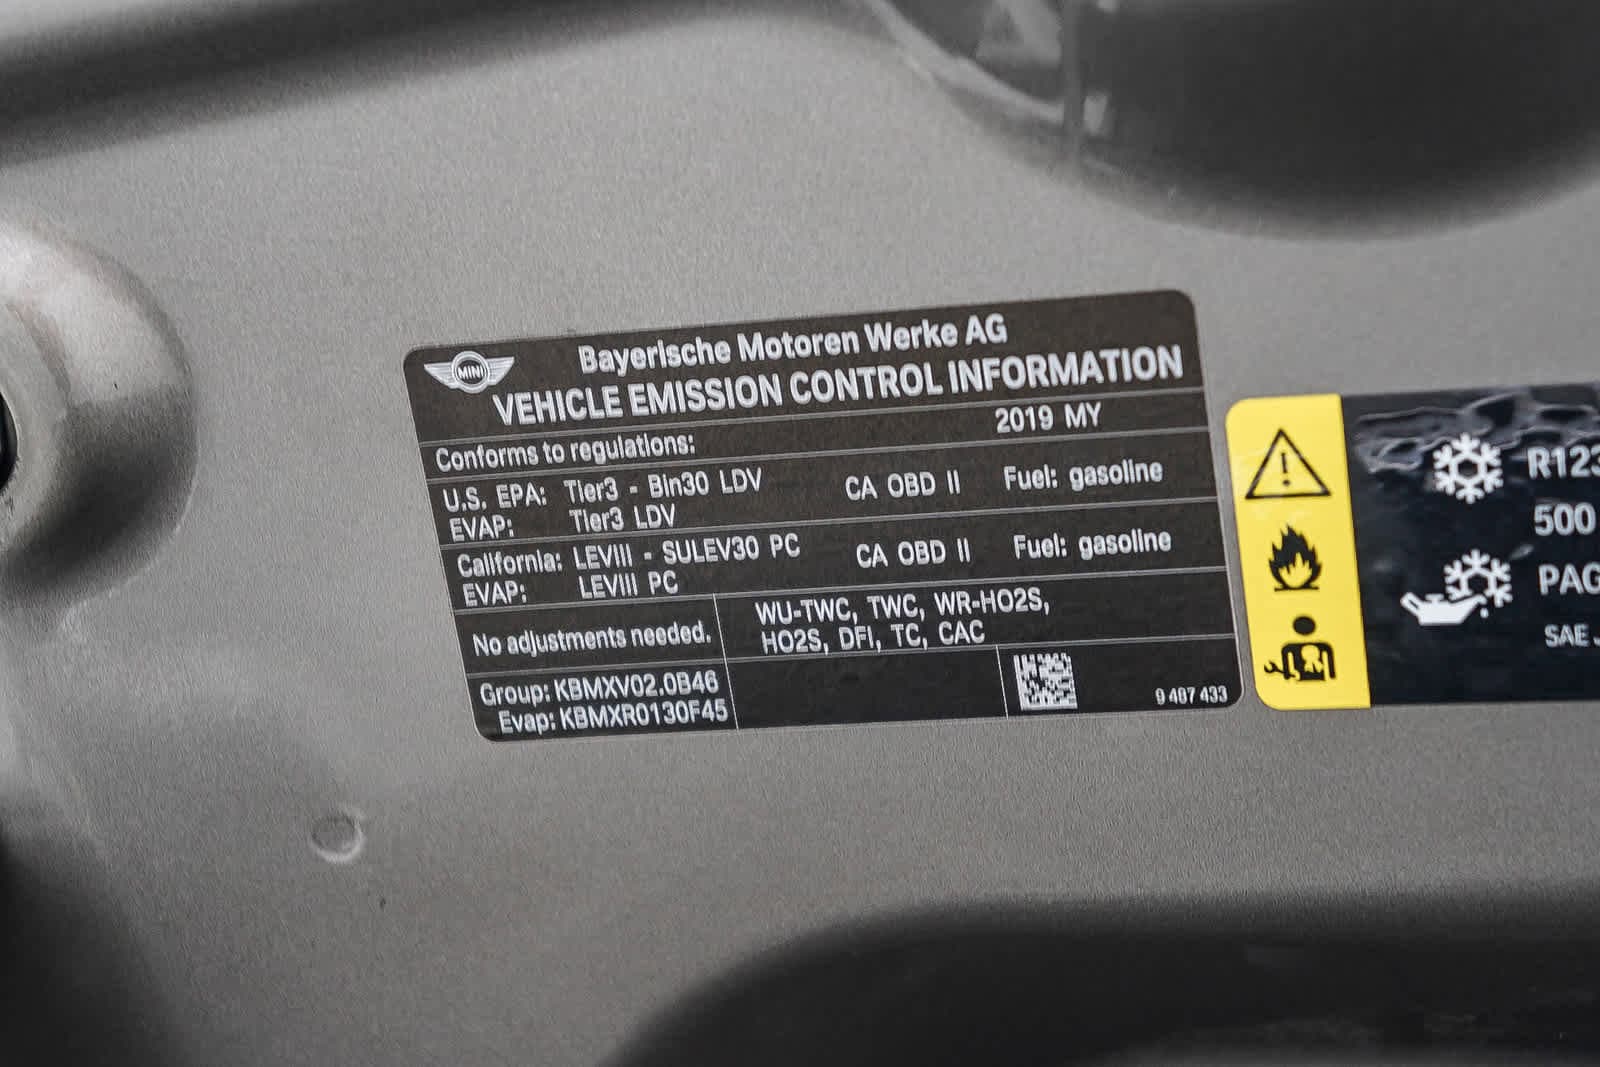 MINI
Bayerische Motoren Werke AG
VEHICLE EMISSION CONTROL INFORMATION
Conforms to regulations: 2019 MY
U.S. EPA: Tier3 - Bin30 LDV CA OBD II Fuel: gasoline
EVAP: Tier3 LDV
California: LEVIII - SULEV30 PC CA OBD II Fuel: gasoline
EVAP: LEVIII PC
No adjustments needed.
WU-TWC, TWC, WR-HO2S,
HO2S, DFI, TC, CAC
Group: KBMXV02.0B46
Evap: KBMXR0130F45
9 487 433
R123
500
PAG
SAE